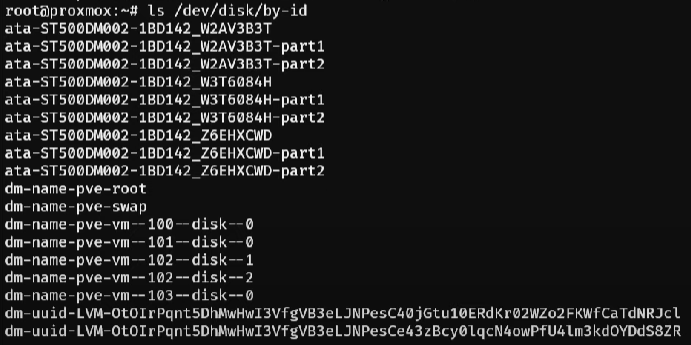 root@proxmox:~# ls /dev/disk/by-id
ata-ST500DM002-1BD142_W2AV3B3T
ata-ST500DM002-1BD142_W2AV3B3T-part1
ata-ST500DM002-1BD142_W2AV3B3T-part2
ata-ST500DM002-1BD142_W3T6084H
ata-ST500DM002-1BD142_W3T6084H-part1
ata-ST500DM002-1BD142_W3T6084H-part2
ata-ST500DM002-1BD142_Z6EHXCWD
ata-ST500DM002-1BD142_Z6EHXCWD-part1
ata-ST500DM002-1BD142_Z6EHXCWD-part2
dm-name-pve-root
dm-name-pve-swap
dm-name-pve-vm--100--disk--0
dm-name-pve-vm--101--disk--0
dm-name-pve-vm--102--disk--1
dm-name-pve-vm--102--disk--2
dm-name-pve-vm--103--disk--0
dm-uuid-LVM-OtOIrPqnt5DhMwHwI3VfgVB3eLJNPesC40jGtu10ERdKr02WZo2FKWfCaTdNRJcl
dm-uuid-LVM-OtOIrPqnt5DhMwHwI3VfgVB3eLJNPesCe43zBcy0lqcN4owPfU4lm3kdOYDdS8ZR